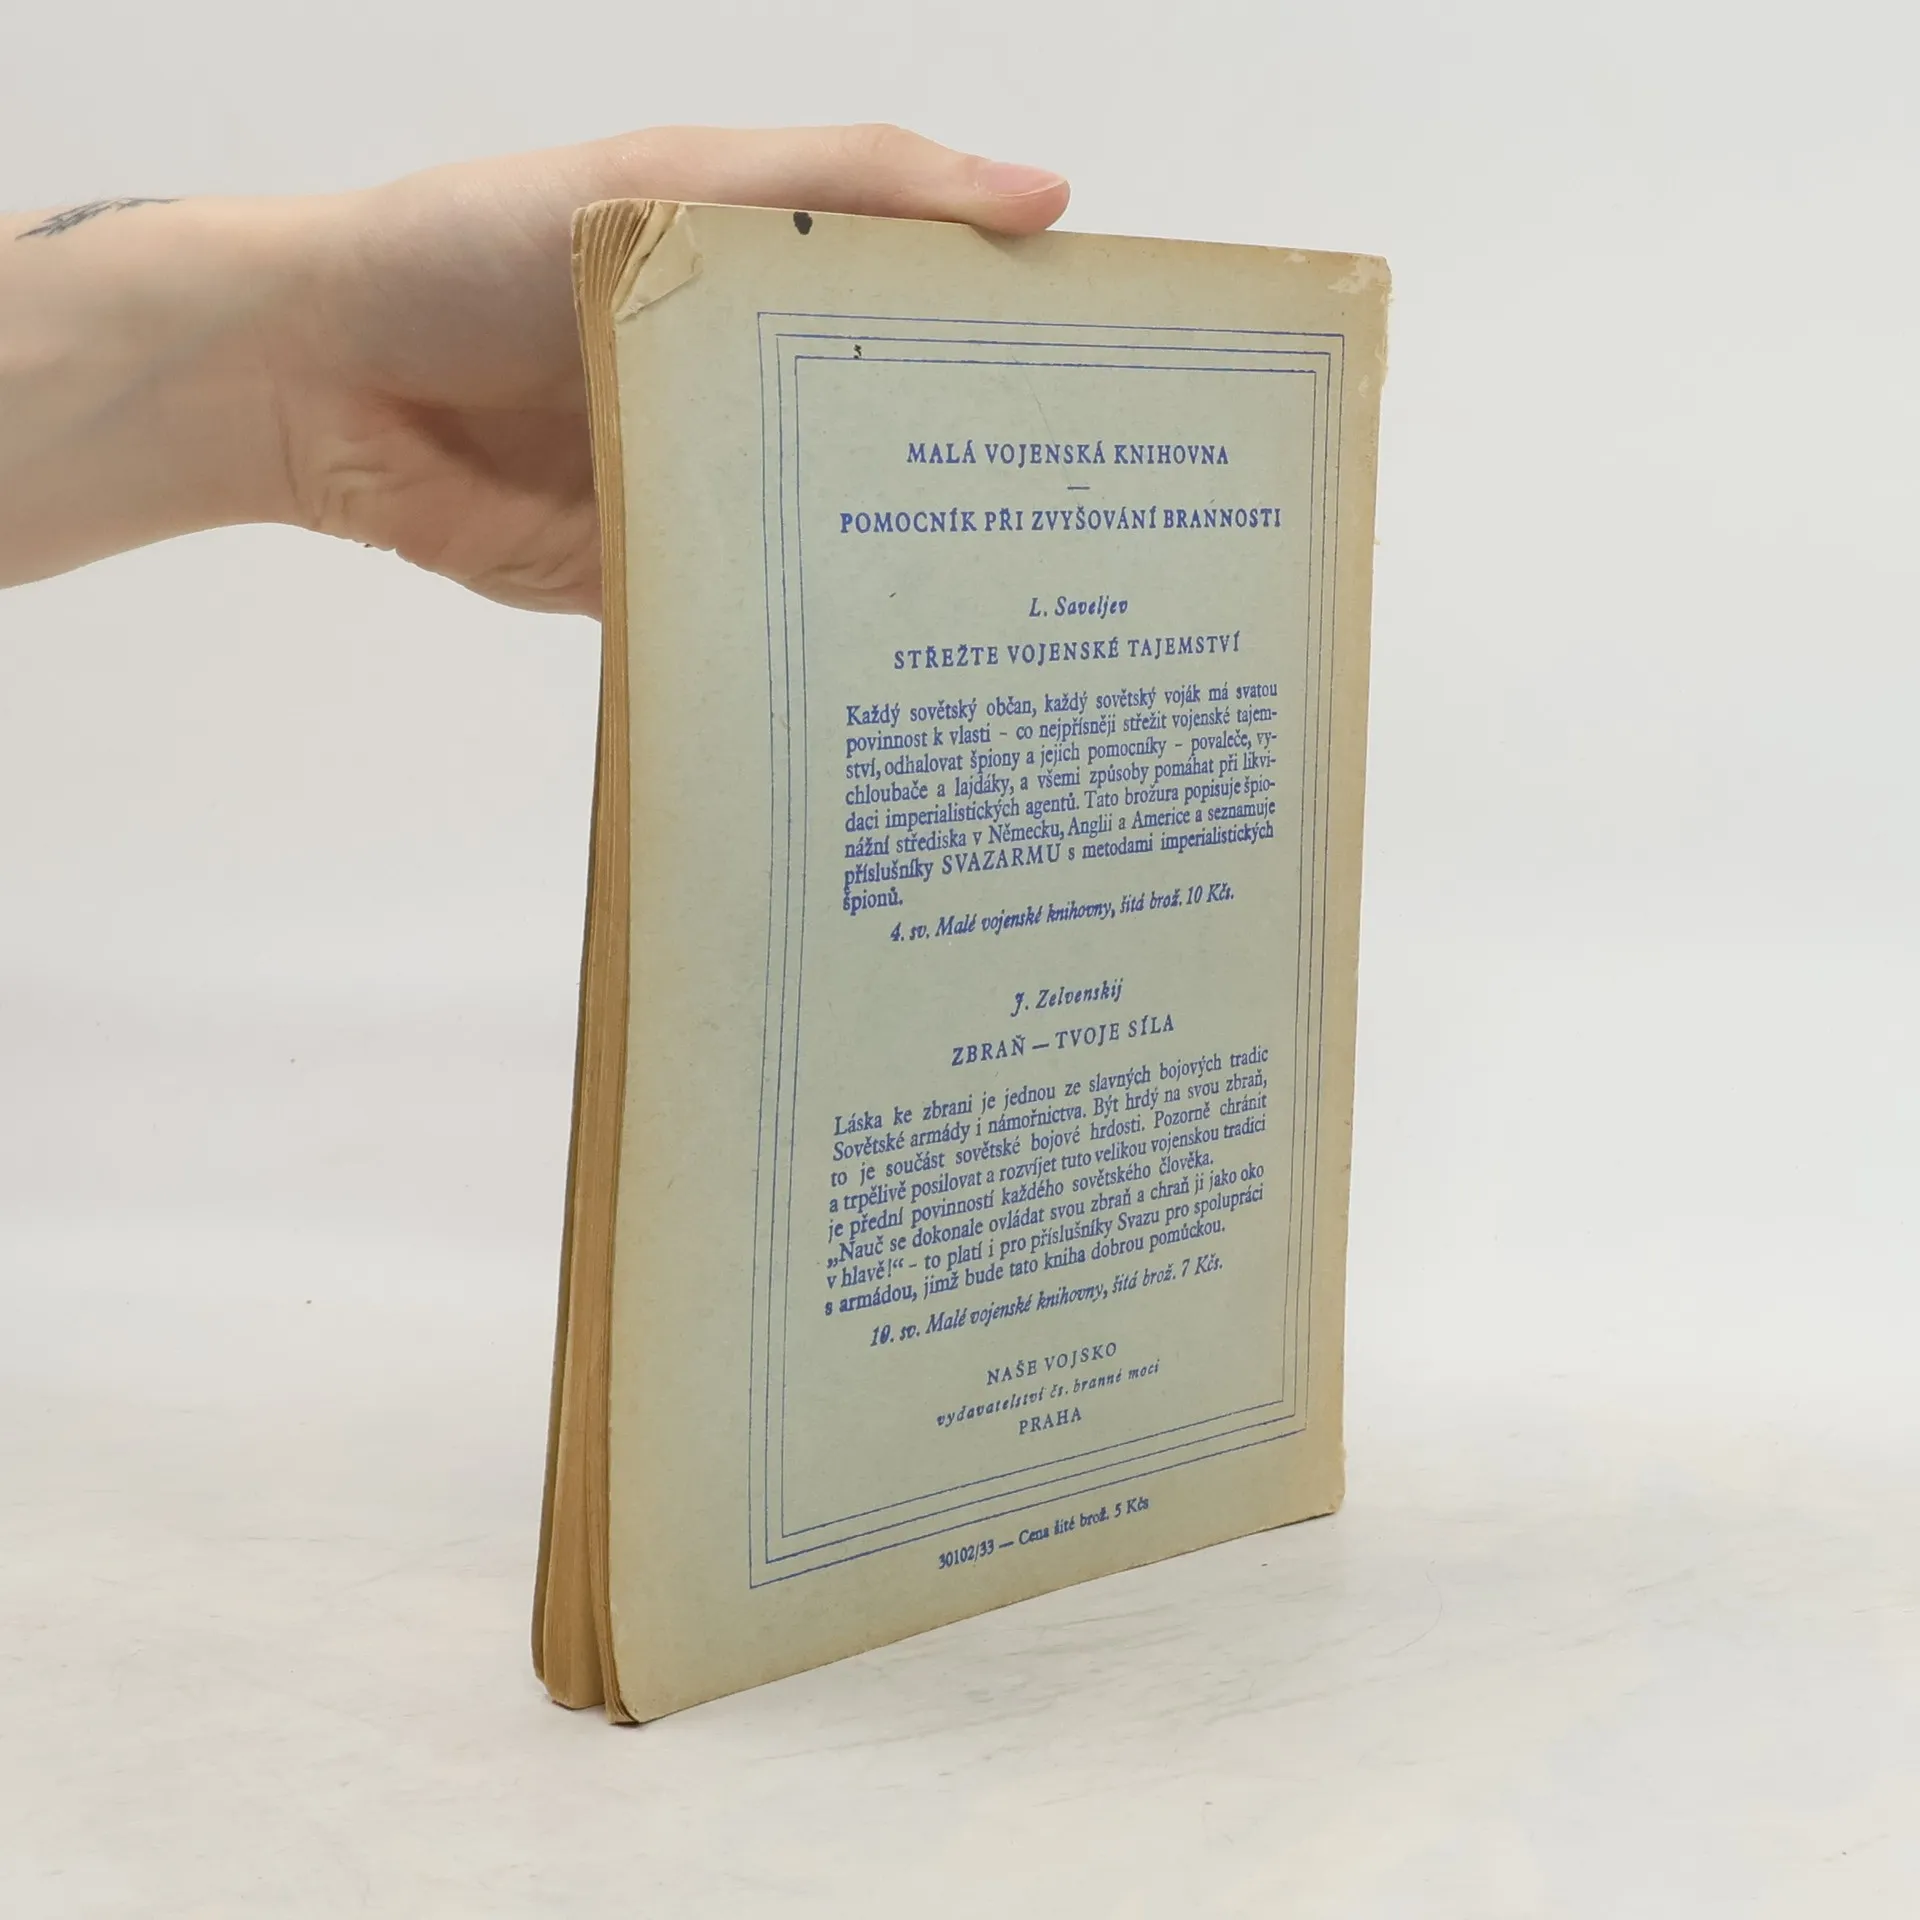 MALÁ VOJENSKÁ KNIHOVNA
—
POMOCNÍK PŘI ZVYŠOVÁNÍ BRANNOSTI
L. Saveljev
STŘEŽTE VOJENSKÉ TAJEMSTVÍ
Každý sovětský občan, každý sovětský voják má svatou
povinnost k vlasti – co nejpřísněji střežit vojenské tajem-
ství, odhalovat špiony a jejich pomocníky – povaleče, vy-
chloubače a lajdáky, a všemi způsoby pomáhat při likvi-
daci imperialistických agentů. Tato brožura popisuje špio-
nážní střediska v Německu, Anglii a Americe a seznamuje
příslušníky SVAZARMU s metodami imperialistických
špionů.
4. sv. Malé vojenské knihovny, šitá brož. 10 Kčs.
J. Zelvenskij
ZBRAŇ — TVOJE SÍLA
Láska ke zbrani je jednou ze slavných bojových tradic
Sovětské armády i námořnictva. Být hrdý na svou zbraň,
to je součást sovětské bojové hrdosti. Pozorně chránit
a trpělivě posilovat a rozvíjet tuto velikou vojenskou tradici
je přední povinností každého sovětského člověka.
„Nauč se dokonale ovládat svou zbraň a chraň ji jako oko
v hlavě!“ – to platí i pro příslušníky Svazu pro spolupráci
s armádou, jimž bude tato kniha dobrou pomůckou.
10. sv. Malé vojenské knihovny, šitá brož. 7 Kčs.
NAŠE VOJSKO
vydavatelství čs. branné moci
PRAHA
30102/33 — Cena šité brož. 5 Kčs